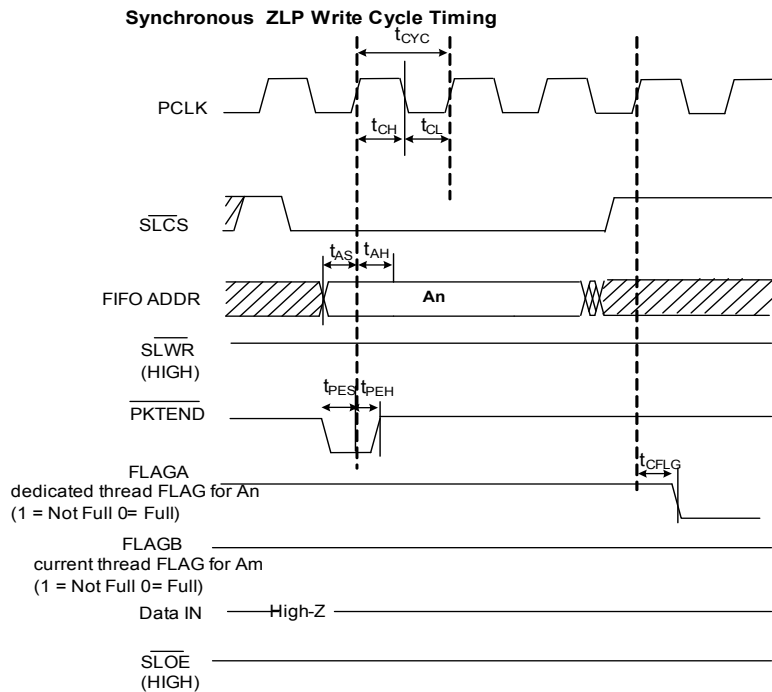 Synchronous ZLP Write Cycle Timing
tCYC
PCLK
tCH
tCL
SLCS
tAS
tAH
FIFO ADDR
An
SLWR
(HIGH)
tPES
tPEH
PKTEND
tCFLG
FLAGA
dedicated thread FLAG for An
(1 = Not Full 0= Full)
FLAGB
current thread FLAG for Am
(1 = Not Full 0= Full)
Data IN
High-Z
SLOE
(HIGH)